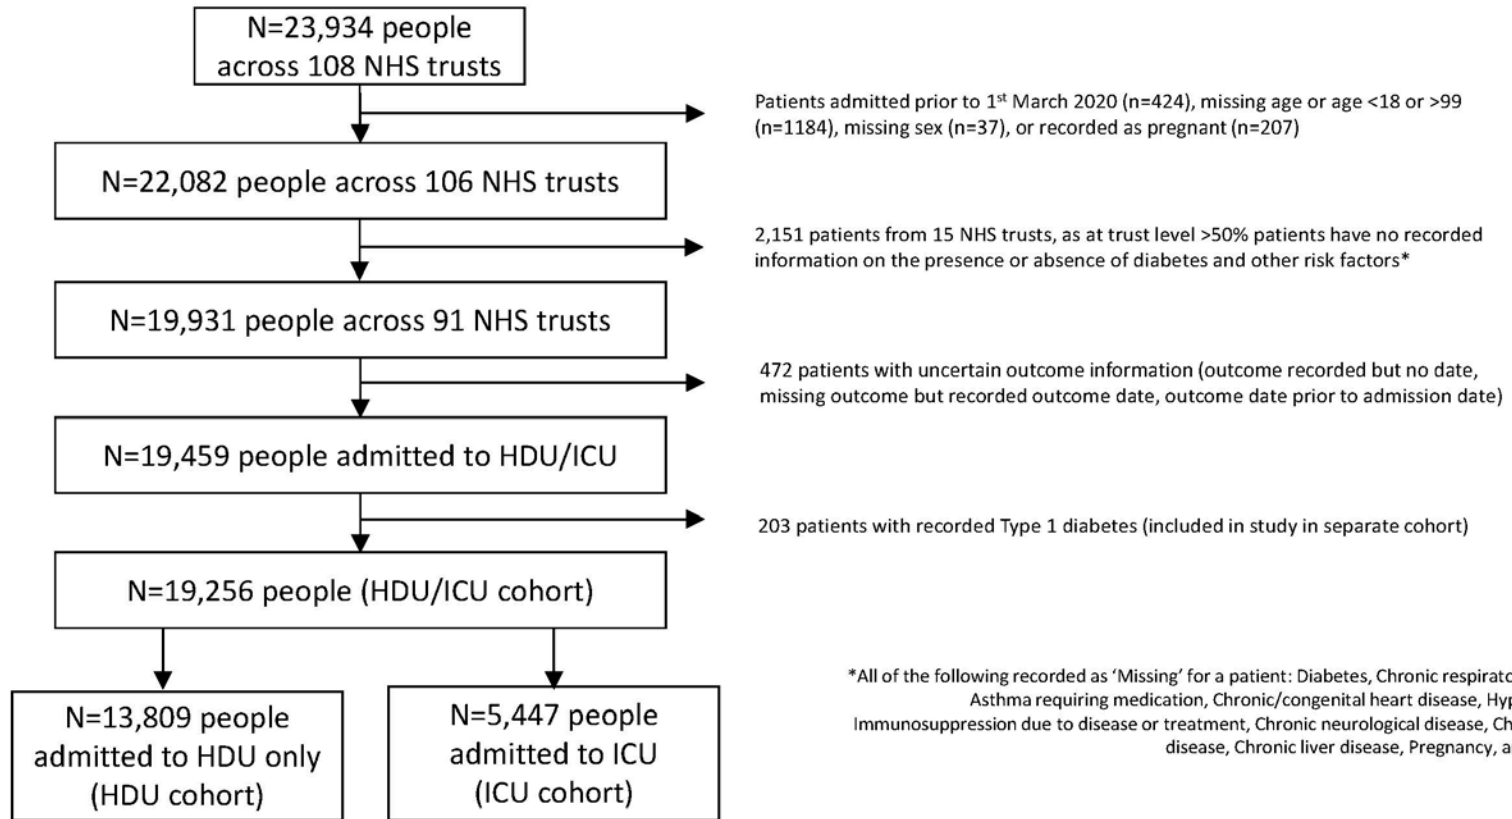 N=23,934 people
across 108 NHS trusts
Patients admitted prior to 1st March 2020 (n=424), missing age or age <18 or >99
(n=1184), missing sex (n=37), or recorded as pregnant (n=207)
N=22,082 people across 106 NHS trusts
2,151 patients from 15 NHS trusts, as at trust level >50% patients have no recorded
information on the presence or absence of diabetes and other risk factors*
N=19,931 people across 91 NHS trusts
472 patients with uncertain outcome information (outcome recorded but no date,
missing outcome but recorded outcome date, outcome date prior to admission date)
N=19,459 people admitted to HDU/ICU
203 patients with recorded Type 1 diabetes (included in study in separate cohort)
N=19,256 people (HDU/ICU cohort)
N=13,809 people
admitted to HDU only
(HDU cohort)
N=5,447 people
admitted to ICU
(ICU cohort)
*All of the following recorded as ‘Missing’ for a patient: Diabetes, Chronic
Asthma requiring medication, Chronic/congenital heart disease,
Immunosuppression due to disease or treatment, Chronic neurological disease,
disease, Chronic liver disease, Pregnancy,